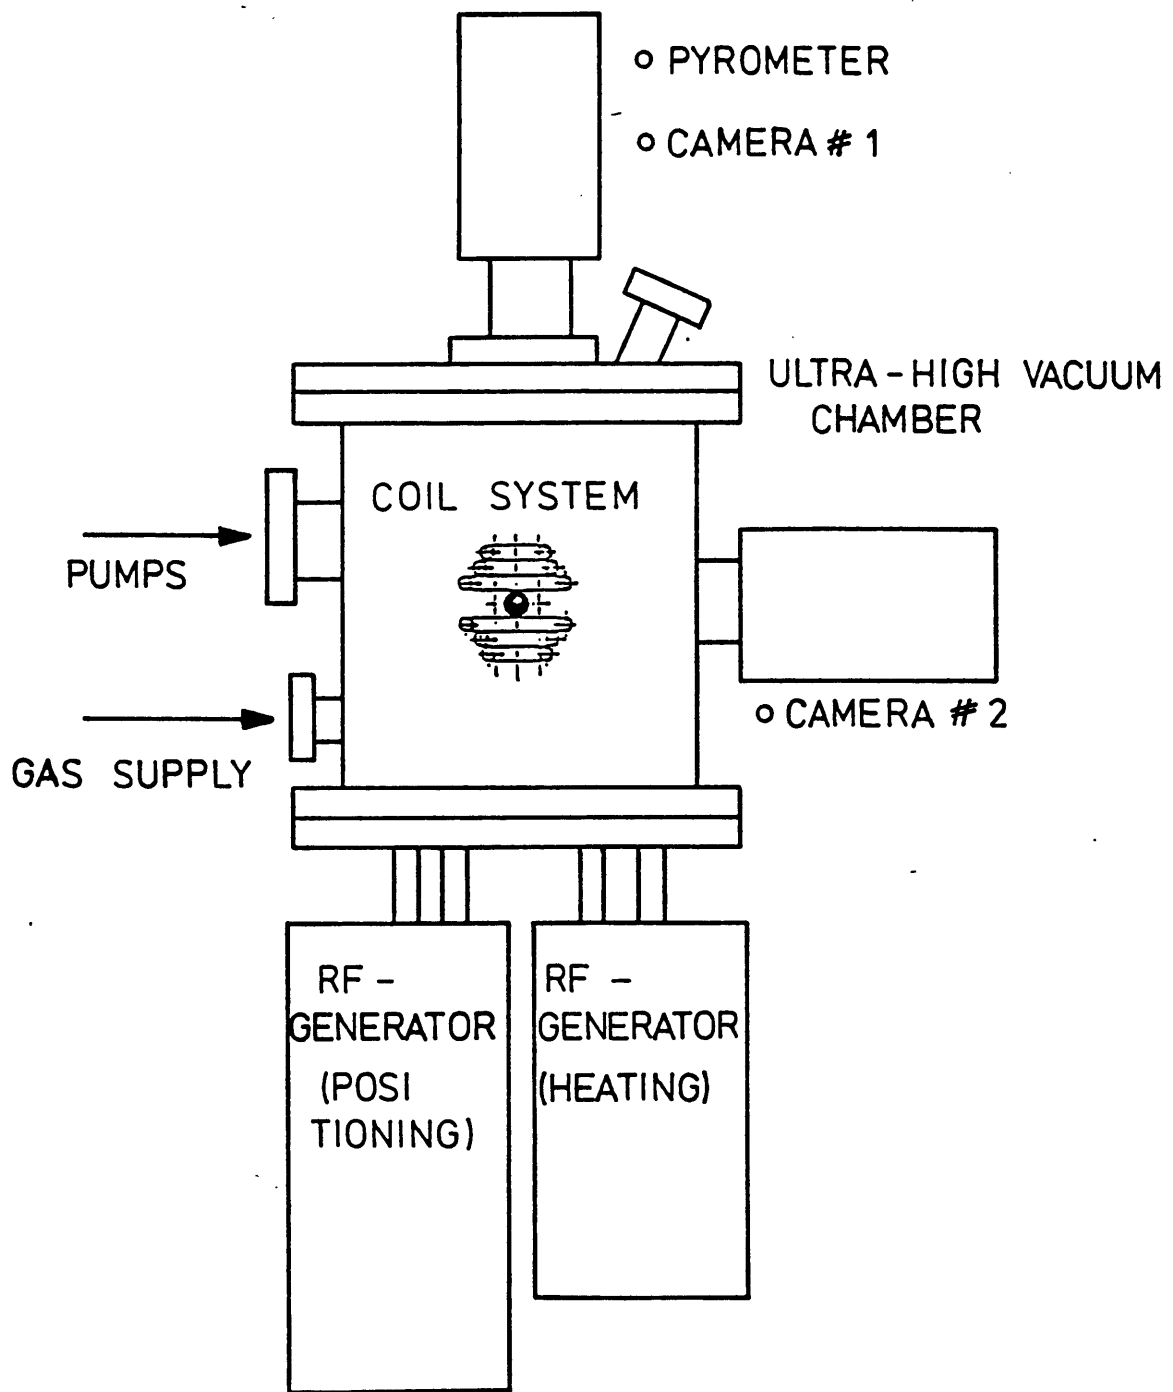 ○ PYROMETER
○ CAMERA # 1
ULTRA - HIGH VACUUM
CHAMBER
COIL SYSTEM
PUMPS
○ CAMERA # 2
GAS SUPPLY
RF -
GENERATOR
(POSI
TIONING)
RF -
GENERATOR
(HEATING)